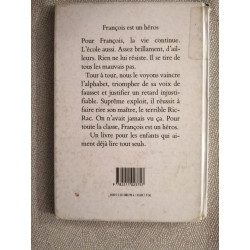 François est un héros
Pour François, la vie continue.
L'école aussi. Assez brillament, d'ail-
leurs. Rien ne lui résiste. Il se tire de
tous les mauvais pas.
Tour à tour, nous le voyons vaincre
l'alphabet, triompher de sa voix de
fausset et justifier un retard injusti-
fiable. Suprême exploit, il réussit à
faire rire son maître, le terrible Ric-
Rac. On n'avait jamais vu ça. Pour
toute la classe, François est un héros.
Un livre pour les enfants qui ai-
ment déjà lire tout seuls.